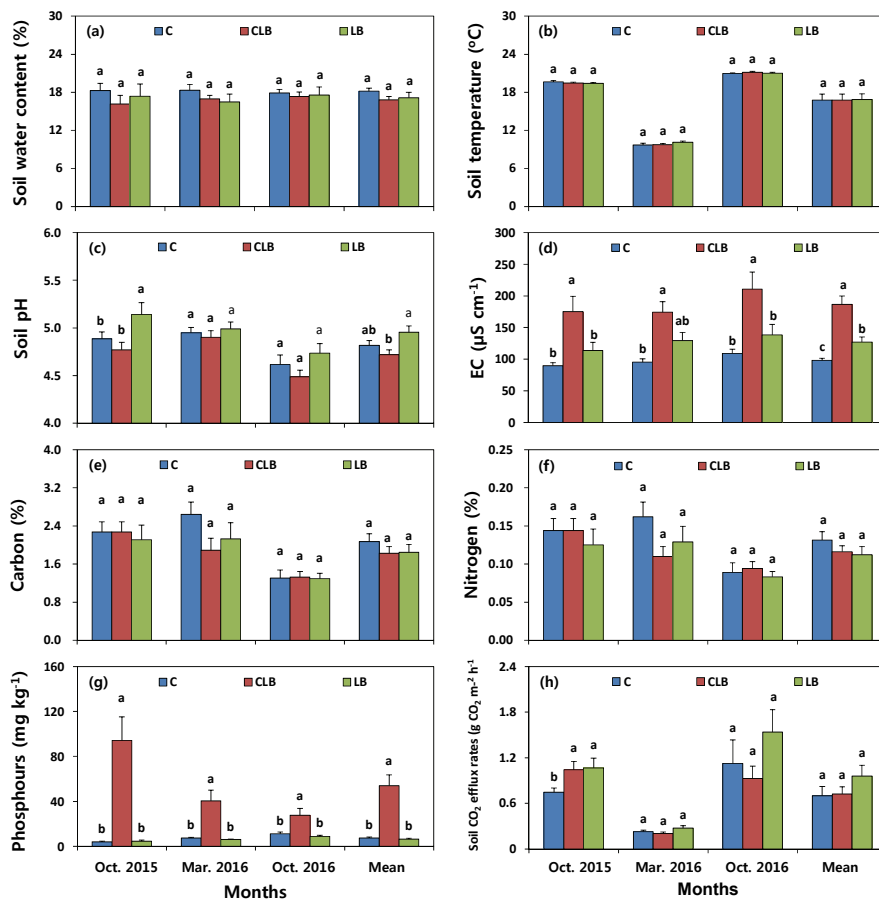 Soil water content (%)
30
24
18
12
6
0
(a) C CLB LB
a a a a a a a a a a a a
Soil temperature (°C)
30
24
18
12
6
0
(b) C CLB LB
a a a a a a a a a a a a
Soil pH
6.0
5.5
5.0
4.5
4.0
(c) C CLB LB
b b a a a a a a a ab b a
EC (µS cm⁻¹)
300
250
200
150
100
50
0
(d) C CLB LB
b a b b a ab b a b c a b
Carbon (%)
4.0
3.2
2.4
1.6
0.8
0.0
(e) C CLB LB
a a a a a a a a a a a a
Nitrogen (%)
0.25
0.20
0.15
0.10
0.05
0.00
(f) C CLB LB
a a a a a a a a a a a a
Phosphours (mg kg⁻¹)
160
120
80
40
0
(g) C CLB LB
b a b b a b b a b b a b
Oct. 2015 Mar. 2016 Oct. 2016 Mean
Months
Soil CO₂ efflux rates (g CO₂ m⁻² h⁻¹)
2.4
1.8
1.2
0.6
0
(h) C CLB LB
b a a a a a a a a a a a
Oct. 2015 Mar. 2016 Oct. 2016 Mean
Months